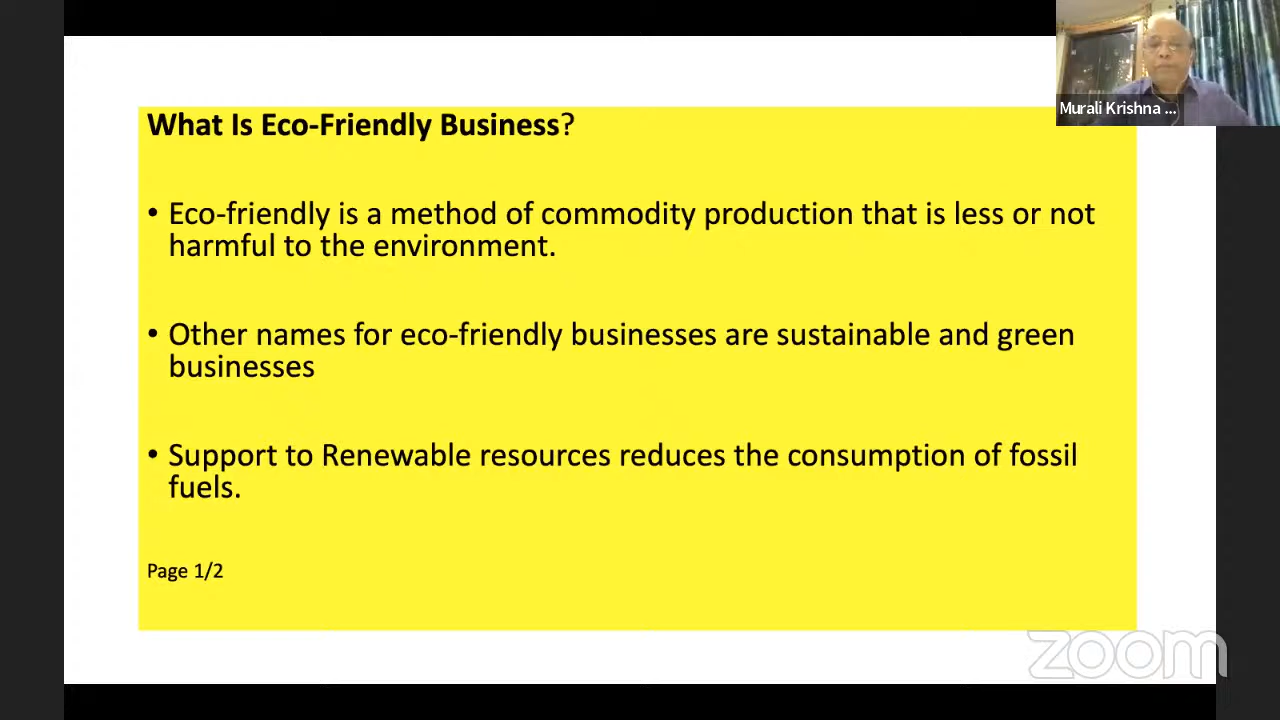 What Is Eco-Friendly Business?
• Eco-friendly is a method of commodity production that is less or not
harmful to the environment.
• Other names for eco-friendly businesses are sustainable and green
businesses
• Support to Renewable resources reduces the consumption of fossil
fuels.
Page 1/2
Murali Krishna ...
zoom